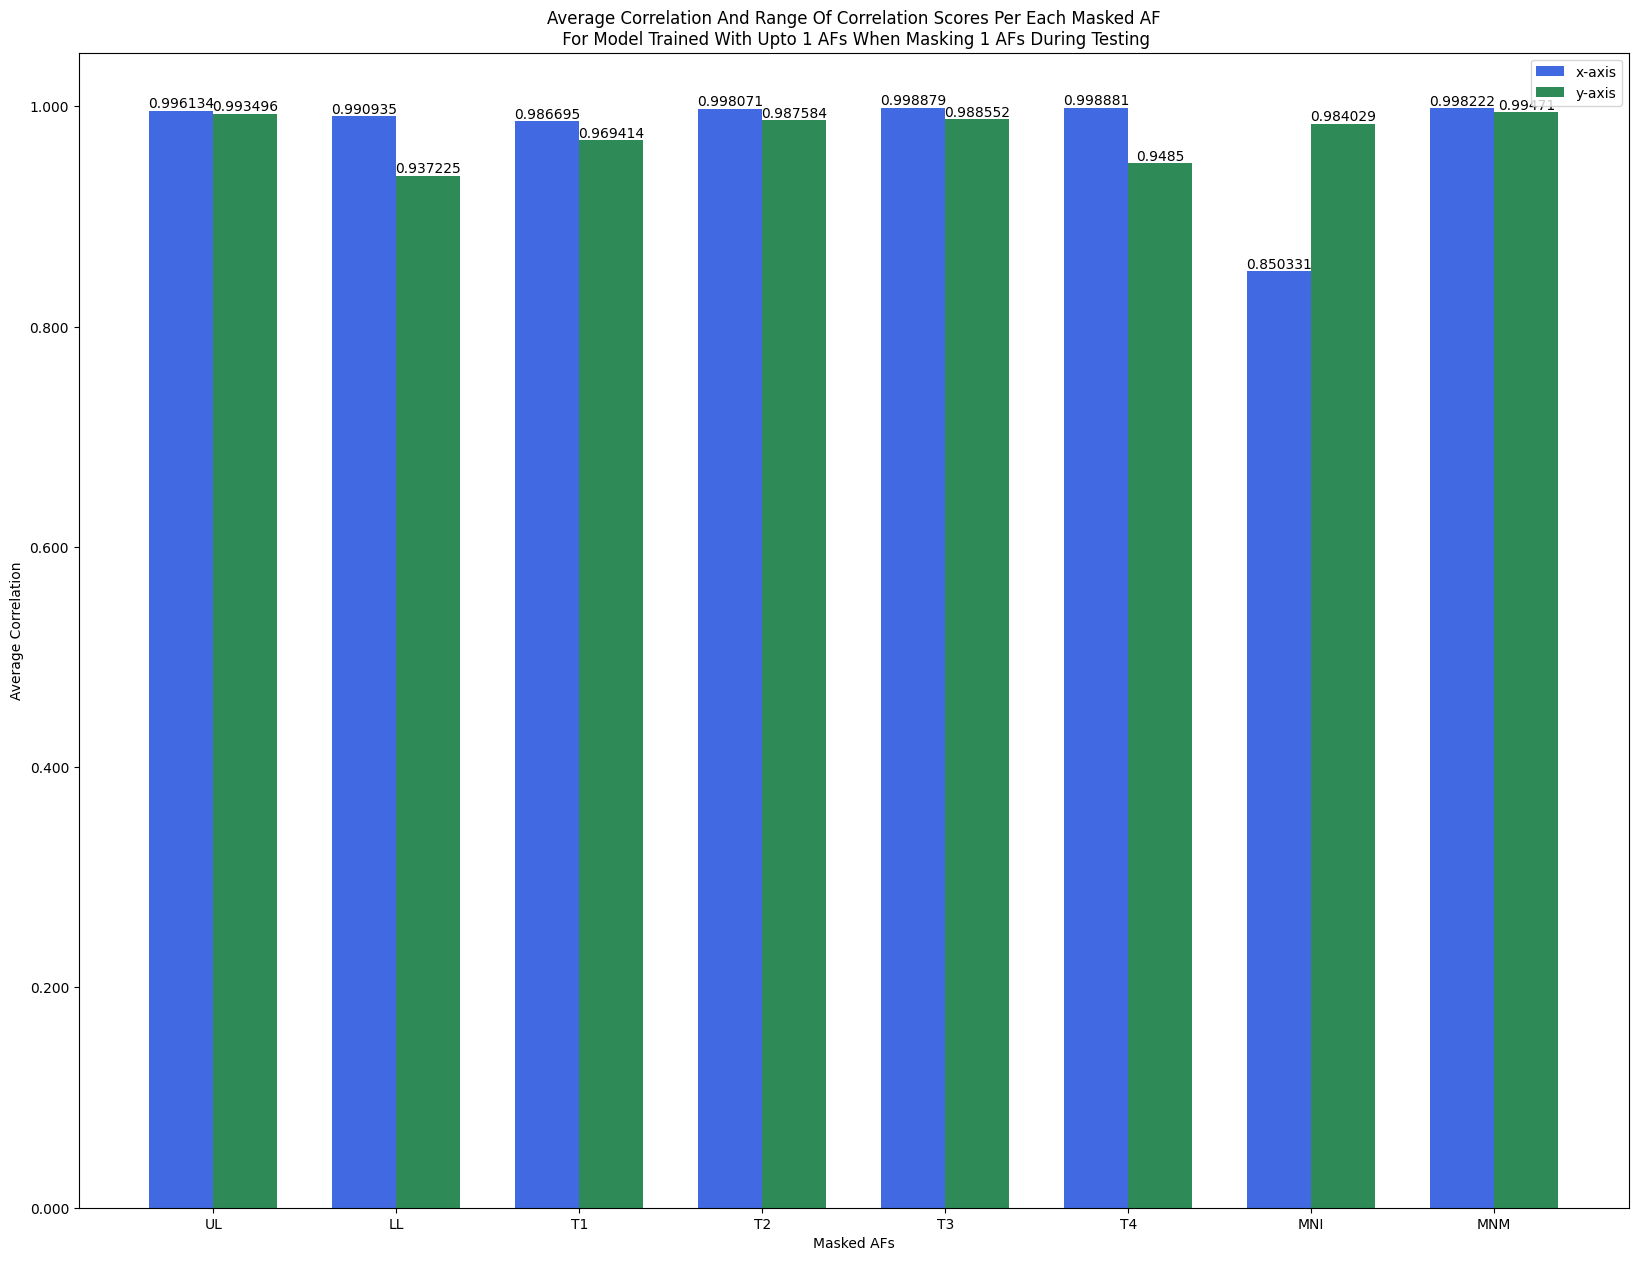 Average Correlation And Range Of Correlation Scores Per Each Masked AF
For Model Trained With Upto 1 AFs When Masking 1 AFs During Testing
x-axis
y-axis
1.000
0.800
0.600
0.400
0.200
0.000
Average Correlation
0.996134
0.993496
0.990935
0.937225
0.986695
0.969414
0.998071
0.987584
0.998879
0.988552
0.998881
0.9485
0.850331
0.984029
0.998222
0.99471
UL
LL
T1
T2
T3
T4
MNI
MNM
Masked AFs